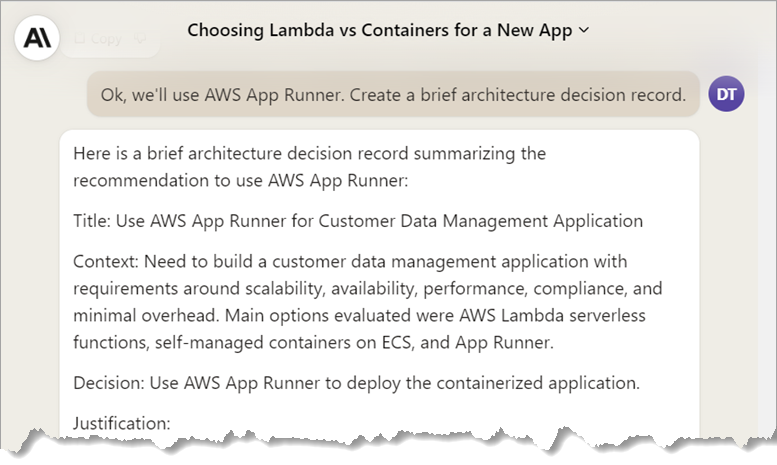 Copy
Choosing Lambda vs Containers for a New App
Ok, we'll use AWS App Runner. Create a brief architecture decision record.
DT
Here is a brief architecture decision record summarizing the
recommendation to use AWS App Runner:
Title: Use AWS App Runner for Customer Data Management Application
Context: Need to build a customer data management application with
requirements around scalability, availability, performance, compliance, and
minimal overhead. Main options evaluated were AWS Lambda serverless
functions, self-managed containers on ECS, and App Runner.
Decision: Use AWS App Runner to deploy the containerized application.
Justification: